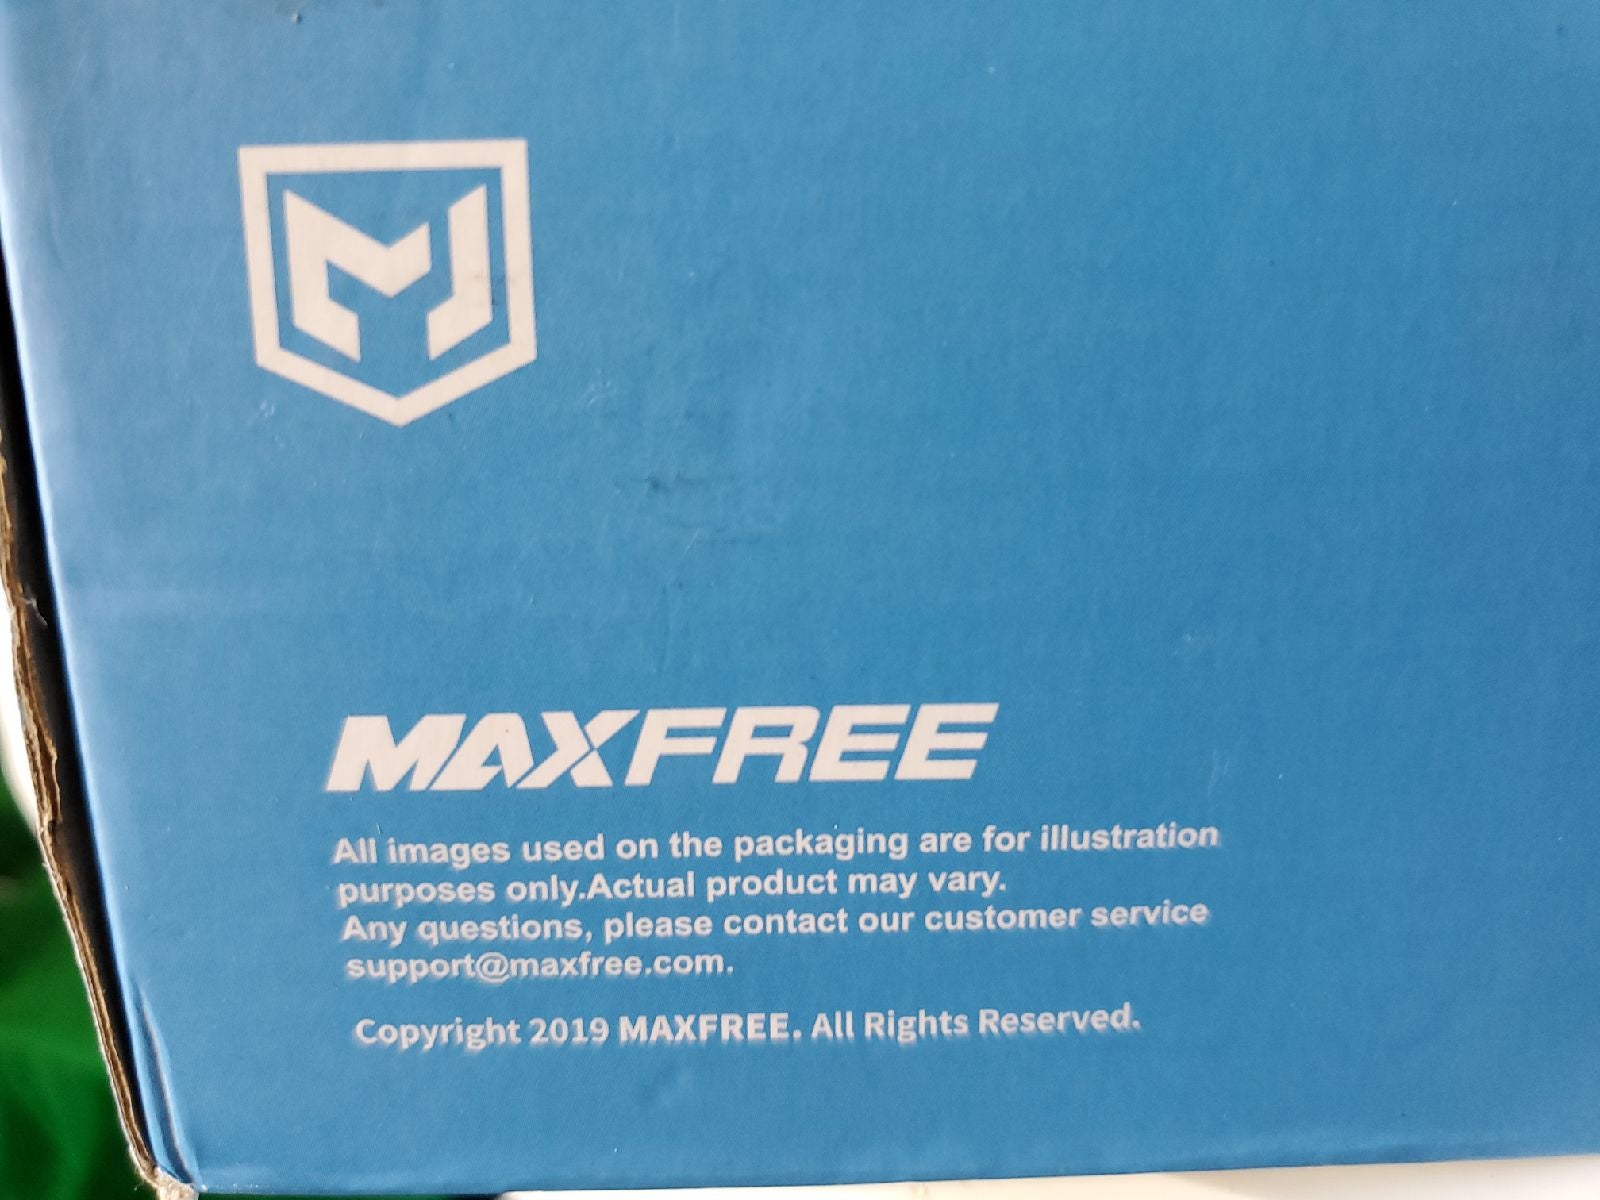 MAXFREE
All images used on the packaging are for illustration
purposes only.Actual product may vary.
Any questions, please contact our customer service
support@maxfree.com.
Copyright 2019 MAXFREE. All Rights Reserved.